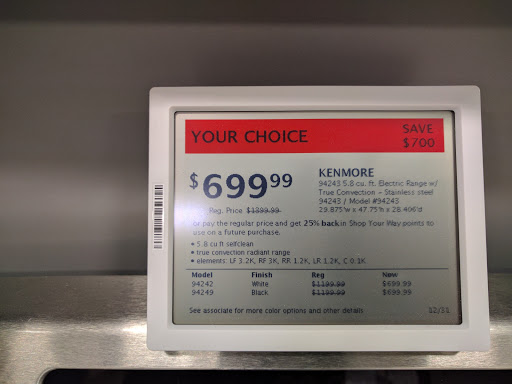 YOUR CHOICE
SAVE
$700
$699.99
Reg. Price $1399.99
KENMORE
94243 5.8 cu. ft. Electric Range w/
True Convection - Stainless steel
94243 / Model #94243
29.875'w x 47.75'h x 28.406'd
Or pay the regular price and get 25% back in Shop Your Way points to
use on a future purchase.
• 5.8 cu ft selfclean
• true convection radiant range
• elements: LF 3.2K, RF 3K, RR 1.2K, LR 1.2K, C 0.1K
Model Finish Reg Now
94242 White $1199.99 $699.99
94249 Black $1199.99 $699.99
See associate for more color options and other details
12/31